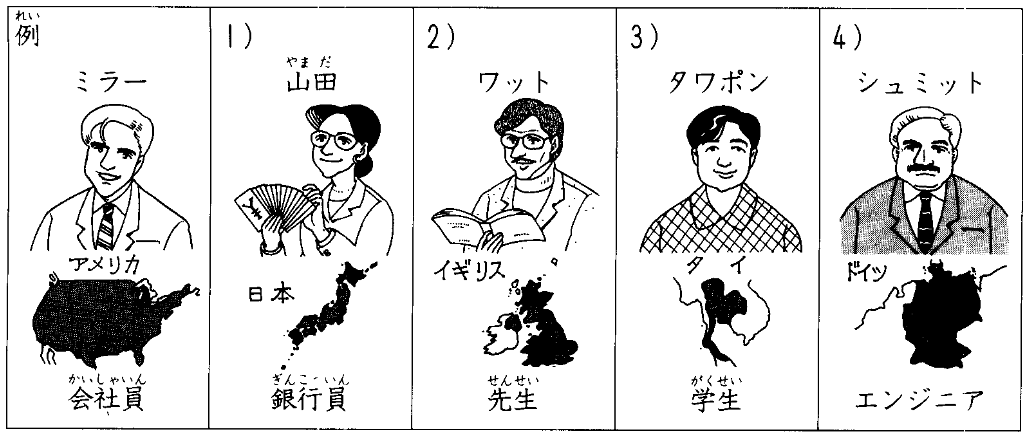 れい
例
ミラー
アメリカ
かいしゃいん
会社員
1)
やまだ
山田
日本
ぎんこういん
銀行員
2)
ワット
イギリス
せんせい
先生
3)
タワポン
タイ
がくせい
学生
4)
シュミット
ドイツ
エンジニア